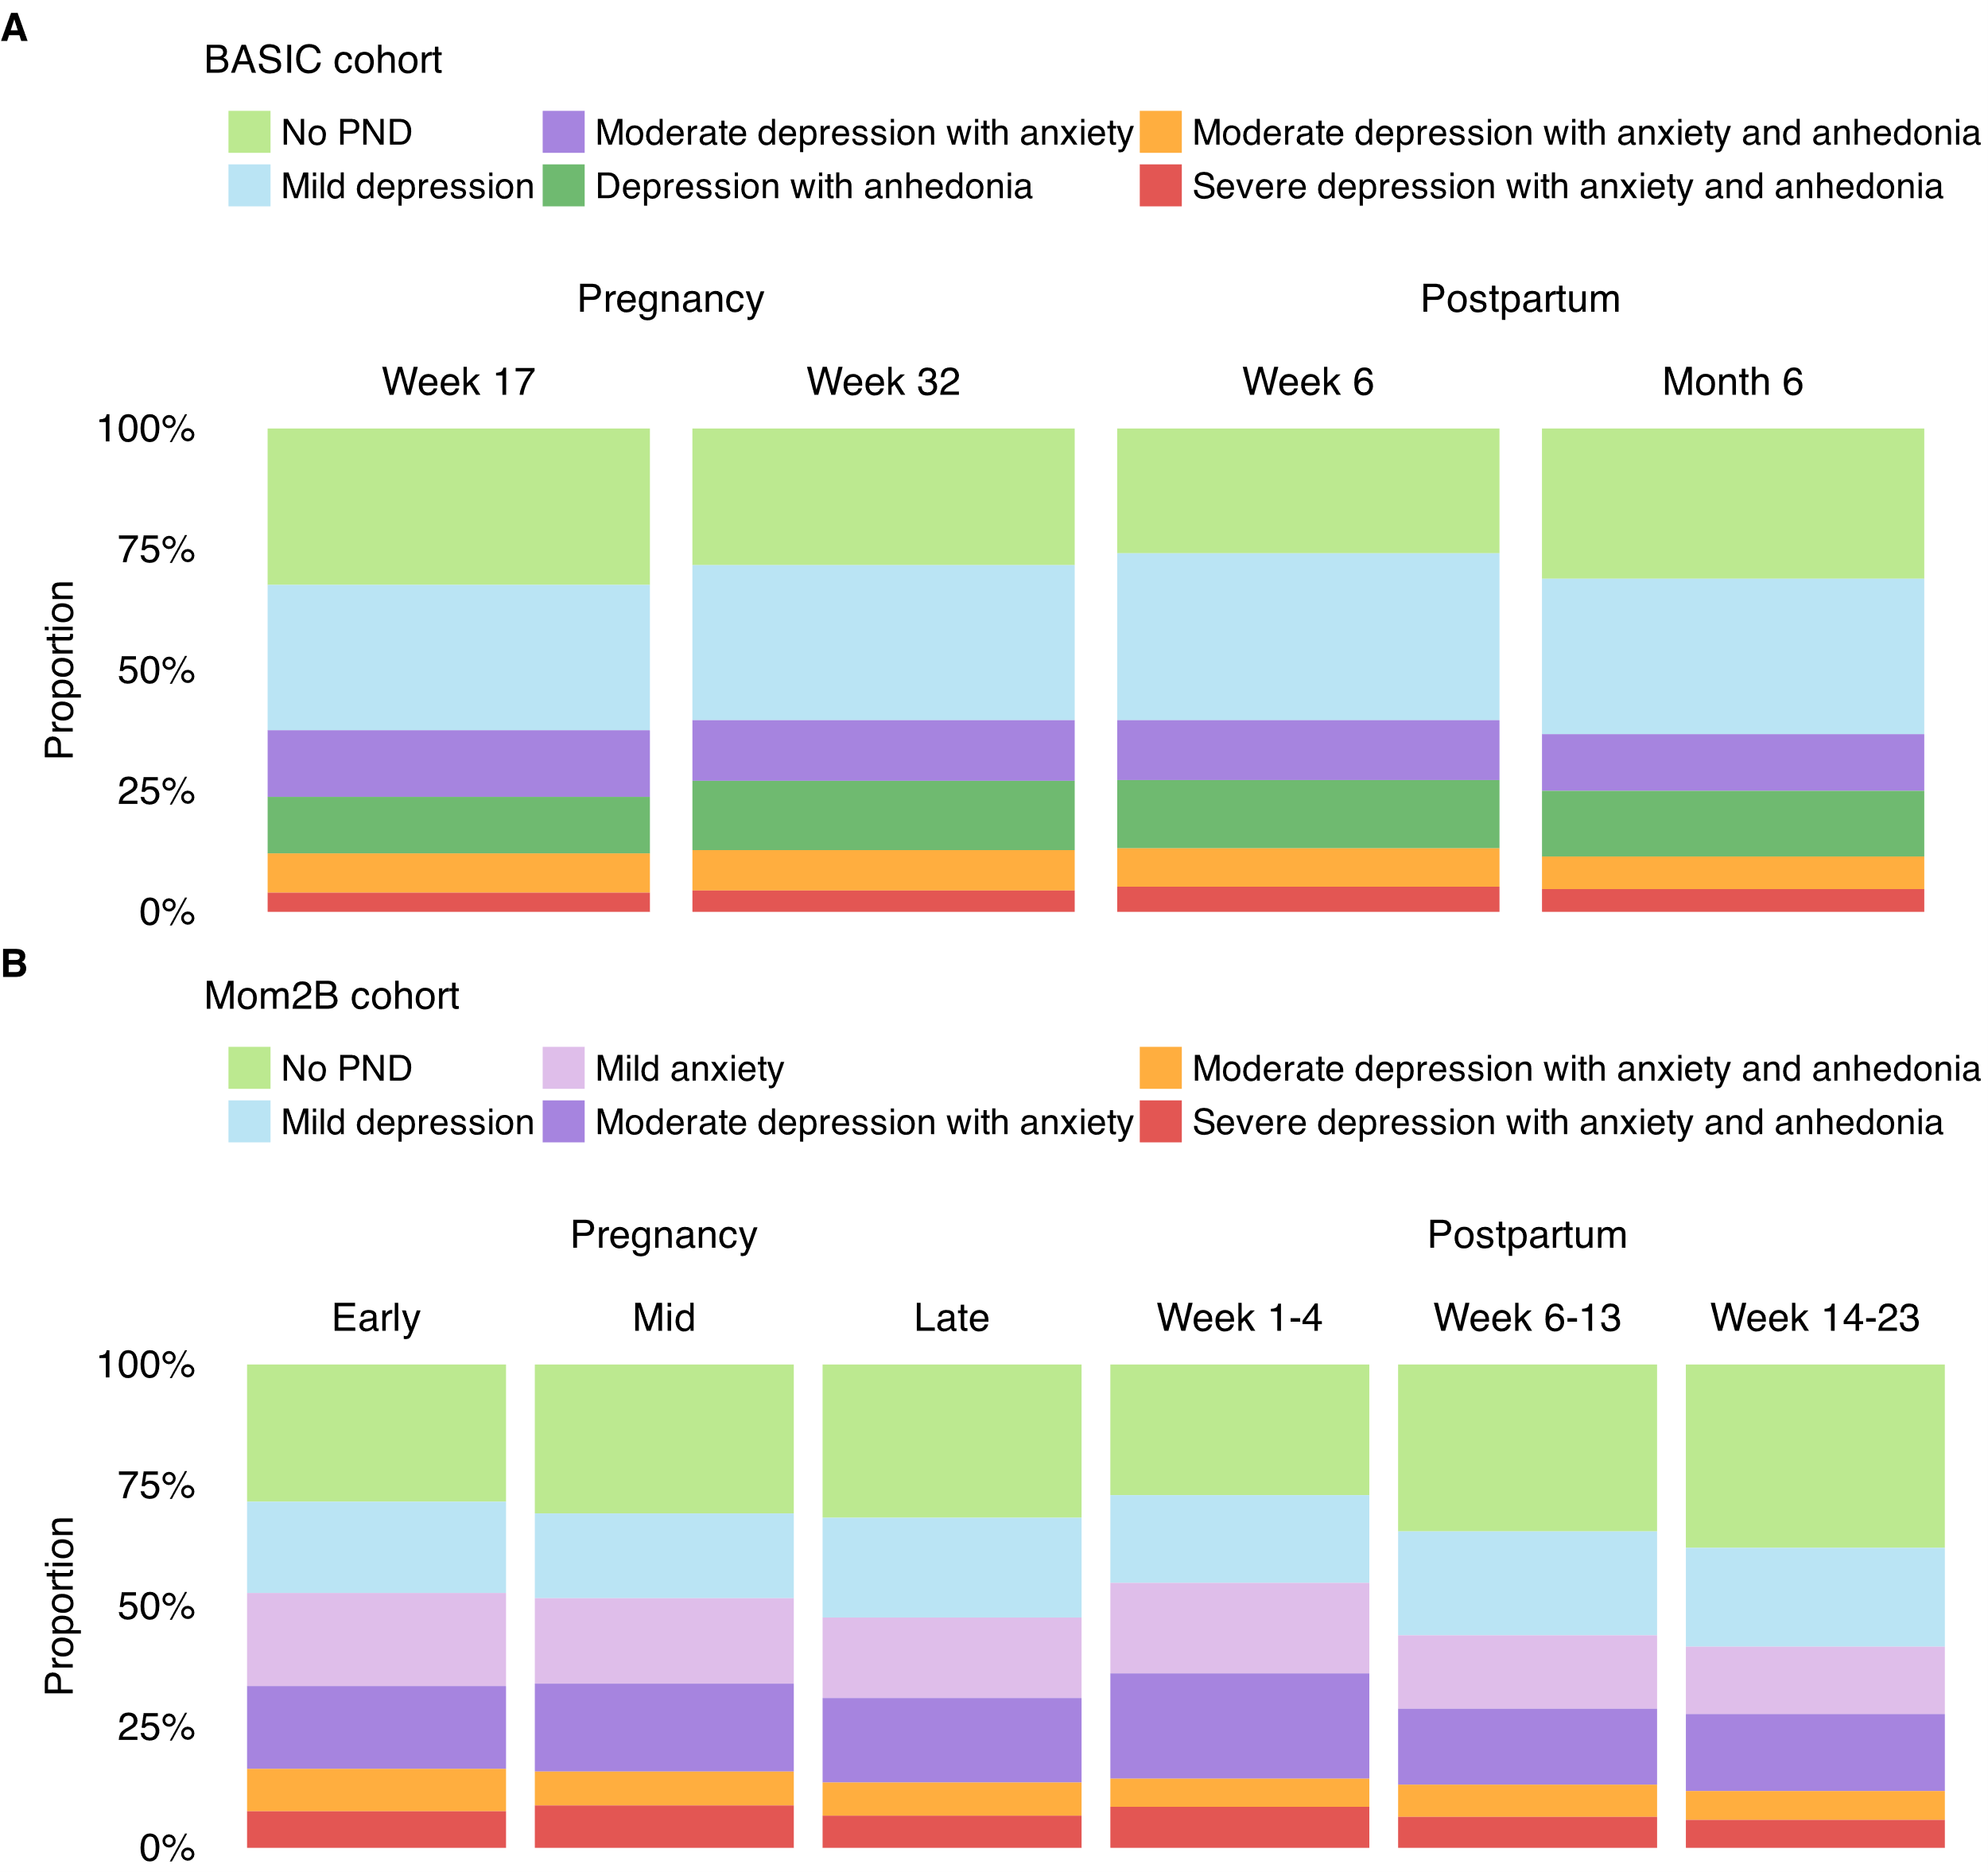 A
BASIC cohort
No PND
Moderate depression with anxiety
Moderate depression with anxiety and anhedonia
Mild depression
Depression with anhedonia
Severe depression with anxiety and anhedonia
Pregnancy
Postpartum
Week 17
Week 32
Week 6
Month 6
100%
75%
50%
25%
0%
Proportion
B
Mom2B cohort
No PND
Mild anxiety
Moderate depression with anxiety and anhedonia
Mild depression
Moderate depression with anxiety
Severe depression with anxiety and anhedonia
Pregnancy
Postpartum
Early
Mid
Late
Week 1-4
Week 6-13
Week 14-23
100%
75%
50%
25%
0%
Proportion